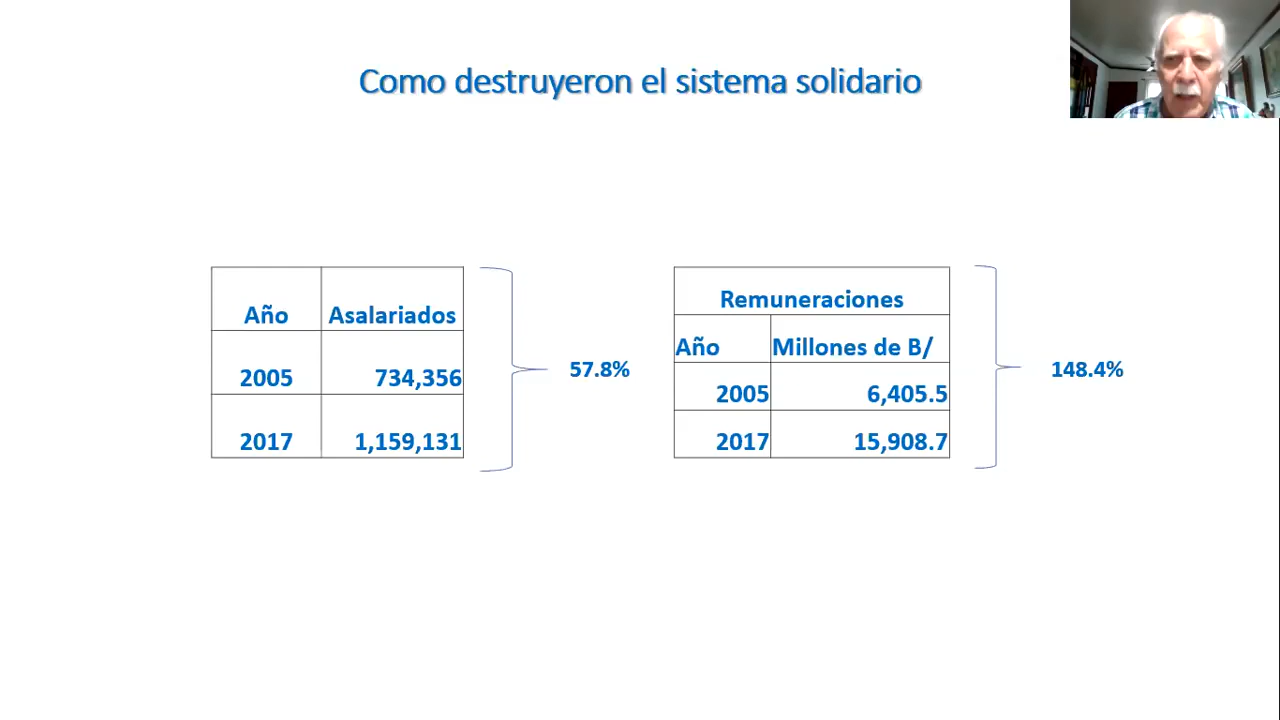 Como destruyeron el sistema solidario
Año Asalariados
2005 734,356
2017 1,159,131
57.8%
Remuneraciones
Año Millones de B/
2005 6,405.5
2017 15,908.7
148.4%